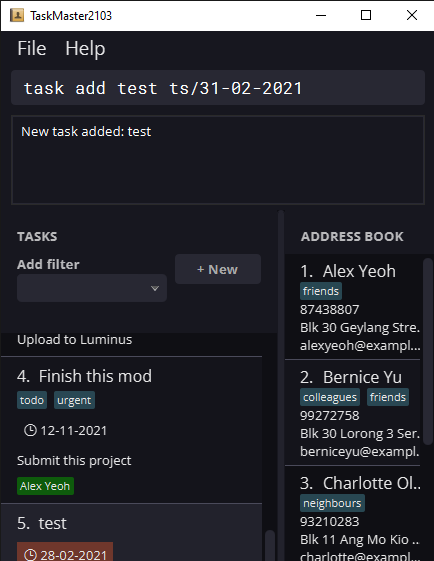 TaskMaster2103
File Help
task add test ts/31-02-2021
New task added: test
TASKS
Add filter
+ New
Upload to Luminus
4. Finish this mod
todo urgent
12-11-2021
Submit this project
Alex Yeoh
5. test
28-02-2021
ADDRESS BOOK
1. Alex Yeoh
friends
87438807
Blk 30 Geylang Stre...
alexyeoh@exampl...
2. Bernice Yu
colleagues friends
99272758
Blk 30 Lorong 3 Ser...
berniceyu@exampl...
3. Charlotte Ol...
neighbours
93210283
Blk 11 Ang Mo Kio ...
charlotte@exampl...